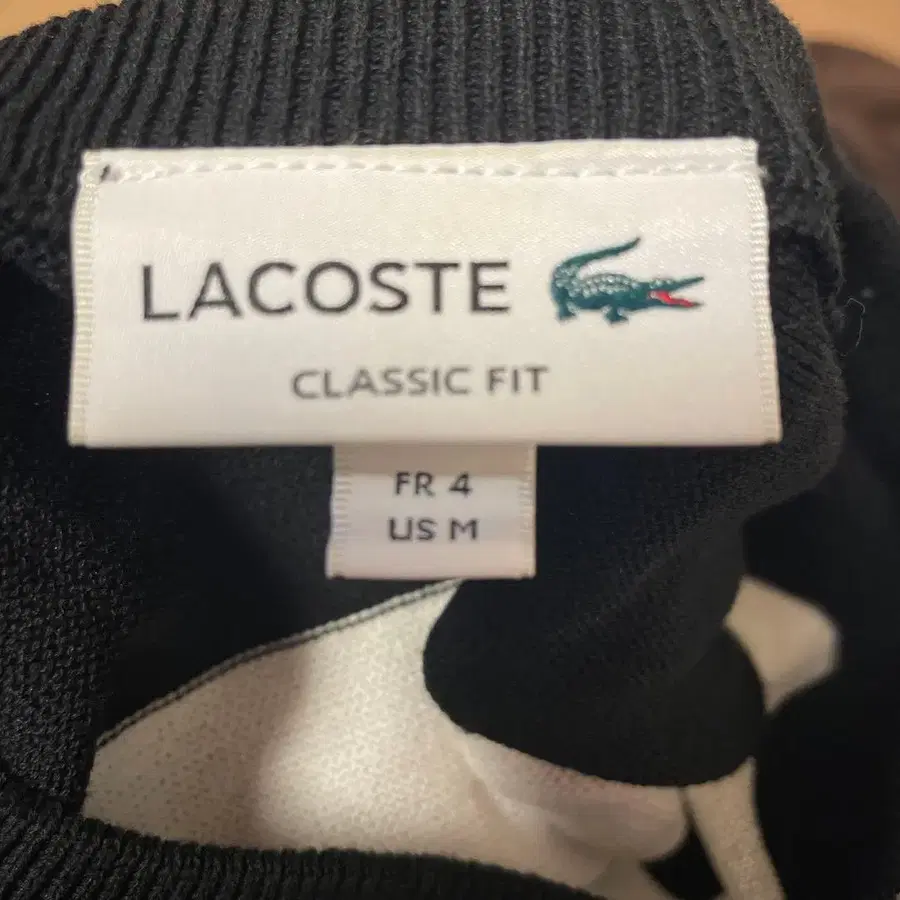 LACOSTE
CLASSIC FIT
FR 4
US M